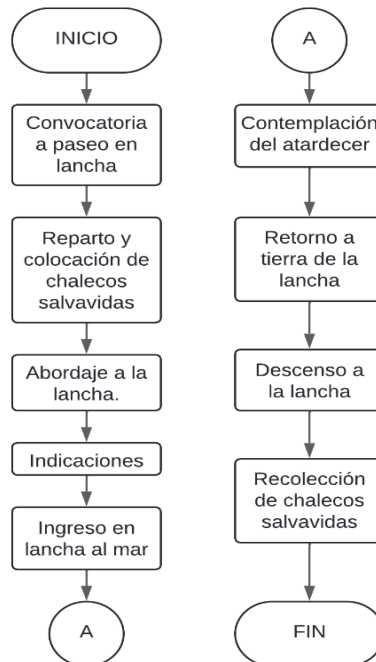 INICIO
Convocatoria
a paseo en
lancha
Reparto y
colocación de
chalecos
salvavidas
Abordaje a la
lancha.
Indicaciones
Ingreso en
lancha al mar
A
A
Contemplación
del atardecer
Retorno a
tierra de la
lancha
Descenso a
la lancha
Recolección
de chalecos
salvavidas
FIN